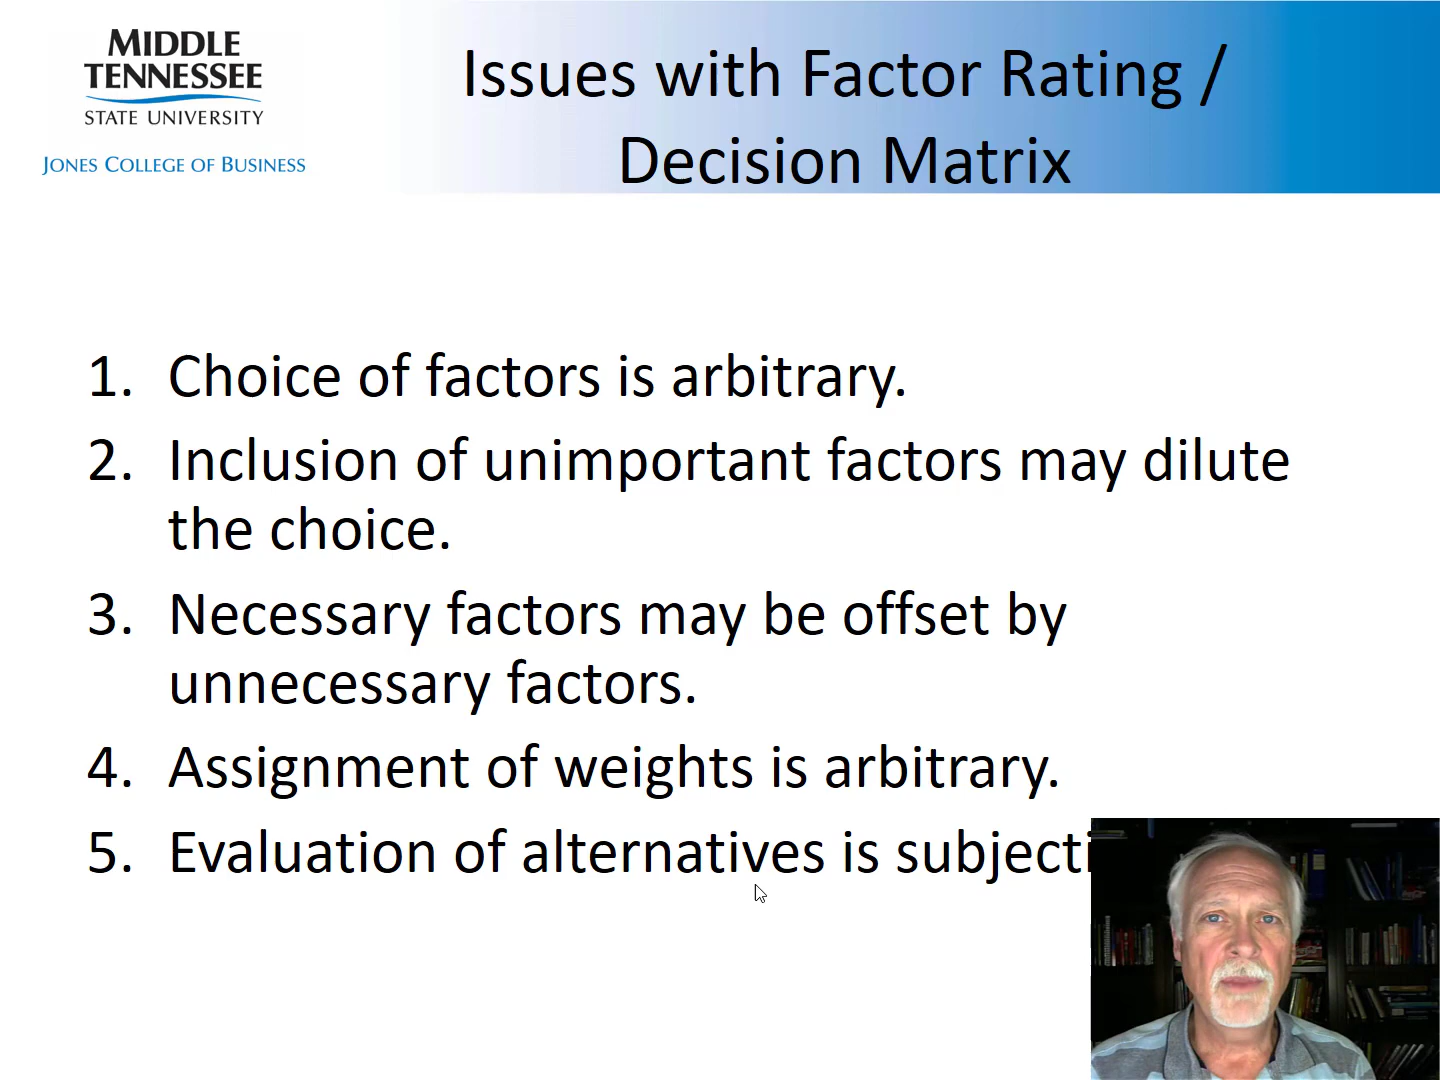 MIDDLE
TENNESSEE
STATE UNIVERSITY
JONES COLLEGE OF BUSINESS
Issues with Factor Rating /
Decision Matrix
1. Choice of factors is arbitrary.
2. Inclusion of unimportant factors may dilute
the choice.
3. Necessary factors may be offset by
unnecessary factors.
4. Assignment of weights is arbitrary.
5. Evaluation of alternatives is